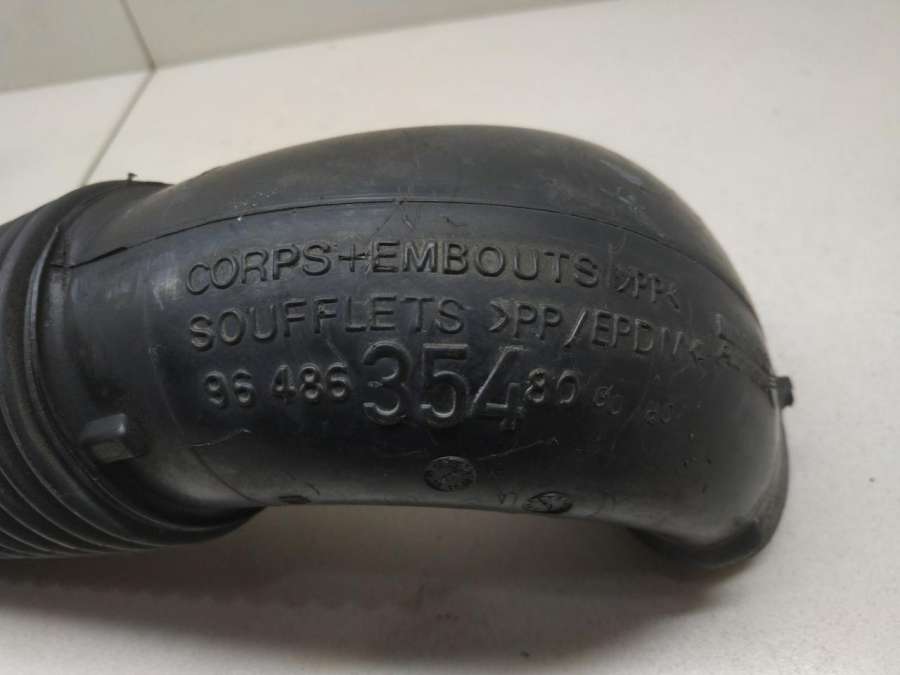 CORPS+EMBOUTS >PP<
SOUFFLETS >PP/EPDM<
96 486 354 80